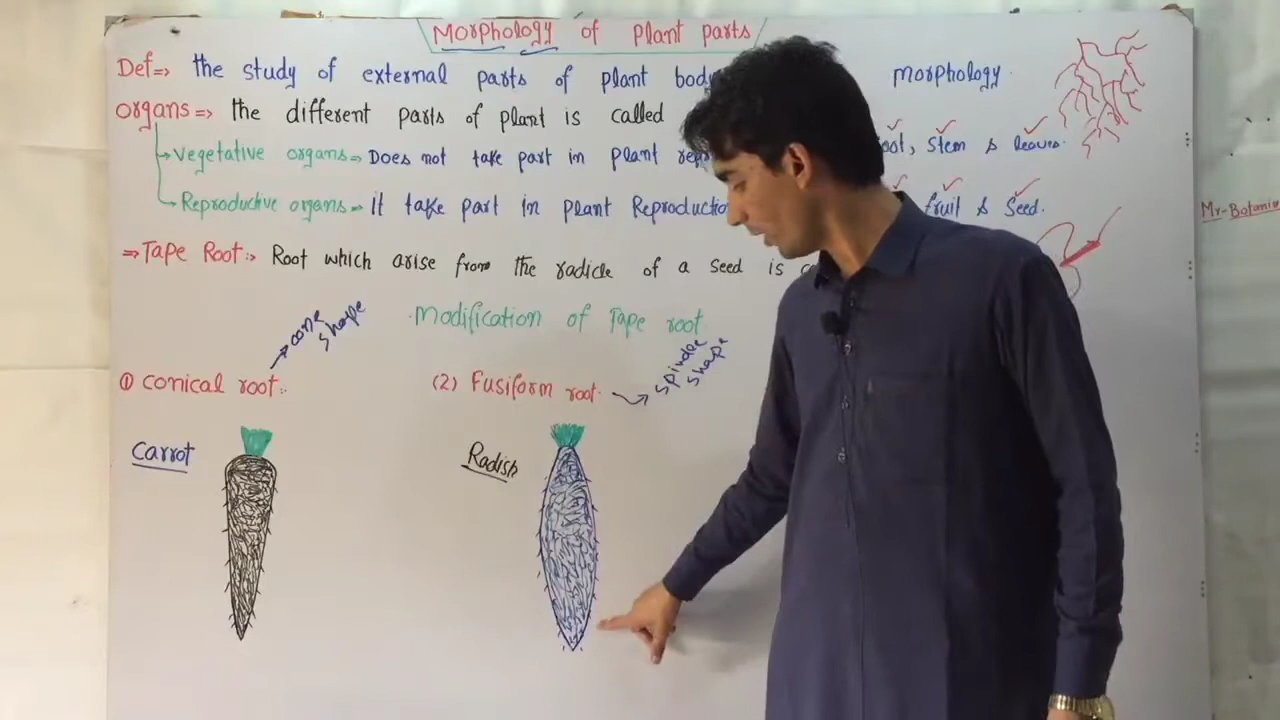 Morphology of plant parts
Def=> the study of external parts of plant body morphology.
organs=> the different parts of plant is called
Vegetative organs=> Does not take part in plant stem & leaves.
Reproductive organs=> It take part in plant Reproductio fruit & Seed.
Mr-Botanis
=> Tape Root:- Root which arise from the radicle of a seed is
Modification of Tape root
① conical root:-
cone shape
(2) Fusiform root.
shape
Carrot
Radish